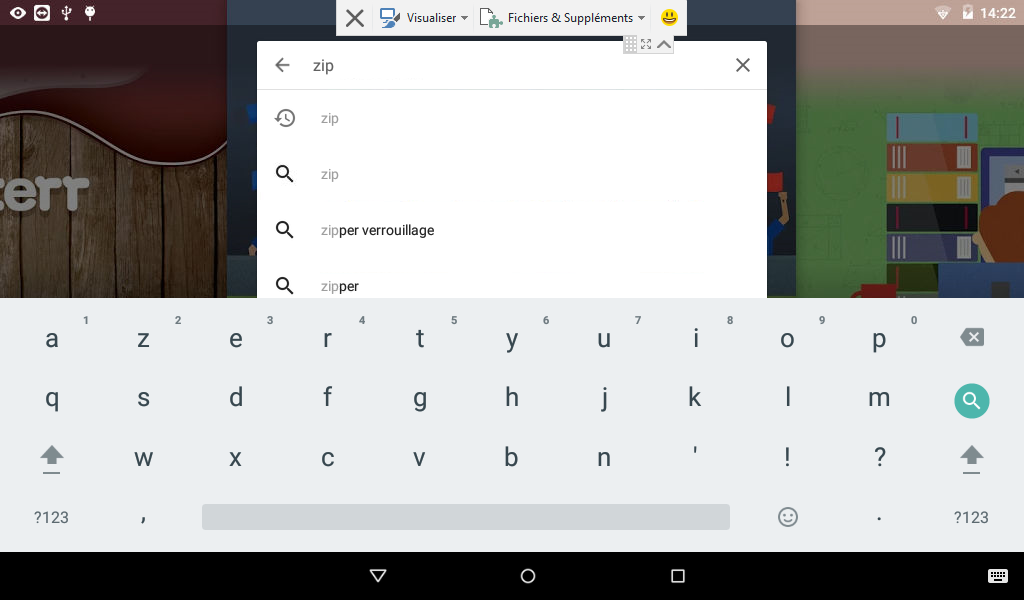 Visualiser
Fichiers & Suppléments
14:22
zip
zip
zip
zipper verrouillage
zipper
terr
1 2 3 4 5 6 7 8 9 0
a z e r t y u i o p
q s d f g h j k l m
w x c v b n ' ! ?
?123 , . ?123